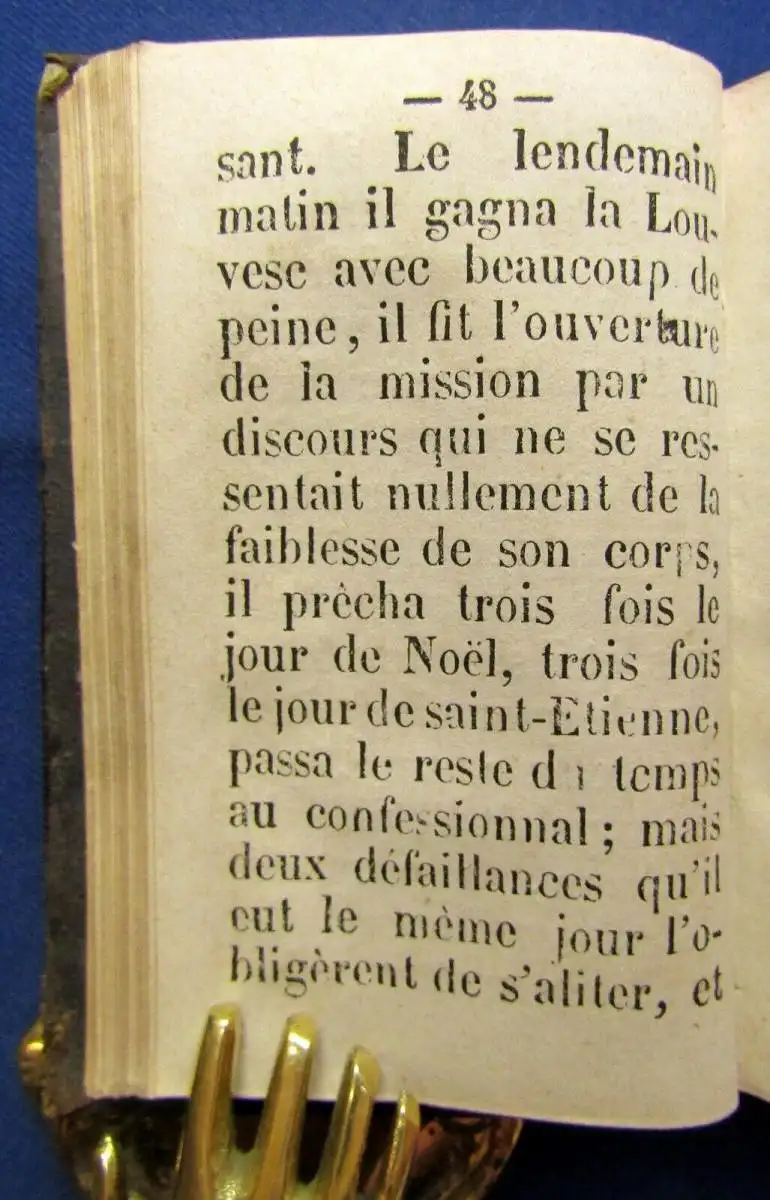 — 48 —
sant. Le lendemain
matin il gagna la Lou-
vesc avec beaucoup de
peine, il fit l'ouverture
de la mission par un
discours qui ne se res-
sentait nullement de la
faiblesse de son corps,
il prêcha trois fois le
jour de Noël, trois fois
le jour de saint-Etienne,
passa le reste du temps
au confessionnal; mais
deux défaillances qu'il
eut le même jour l'o-
bligèrent de s'aliter, et